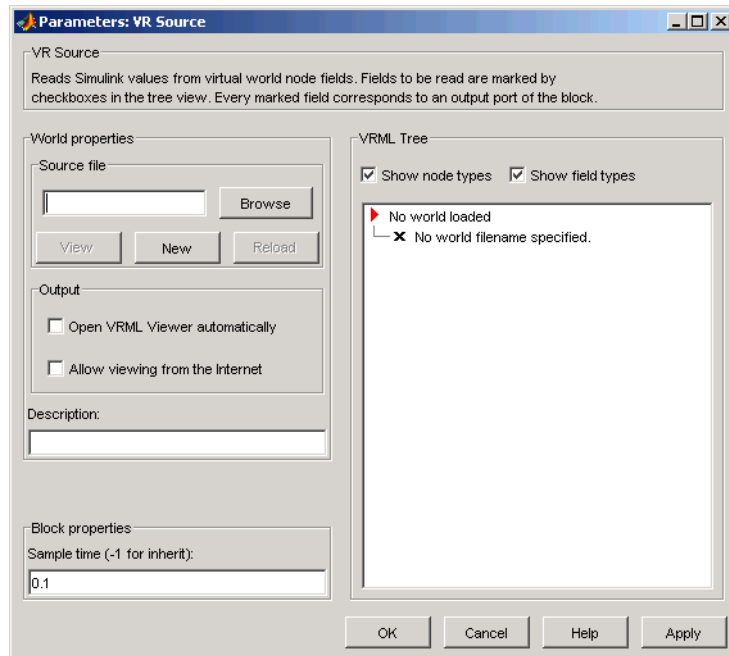 Parameters: VR Source
VR Source
Reads Simulink values from virtual world node fields. Fields to be read are marked by
checkboxes in the tree view. Every marked field corresponds to an output port of the block.
World properties
Source file
Browse
View New Reload
Output
Open VRML Viewer automatically
Allow viewing from the Internet
Description:
Block properties
Sample time (-1 for inherit):
0.1
VRML Tree
Show node types Show field types
No world loaded
No world filename specified.
OK Cancel Help Apply